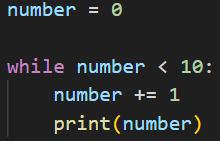 number = 0

while number < 10:
    number += 1
    print(number)